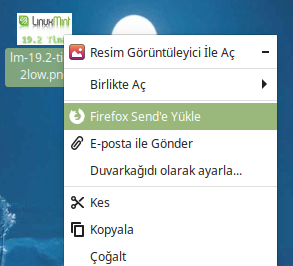 LinuxMint
19.2 Tina
lm-19.2-ti
2low.pn
Resim Görüntüleyici İle Aç
Birlikte Aç
Firefox Send'e Yükle
E-posta ile Gönder
Duvarkağıdı olarak ayarla...
Kes
Kopyala
Çoğalt